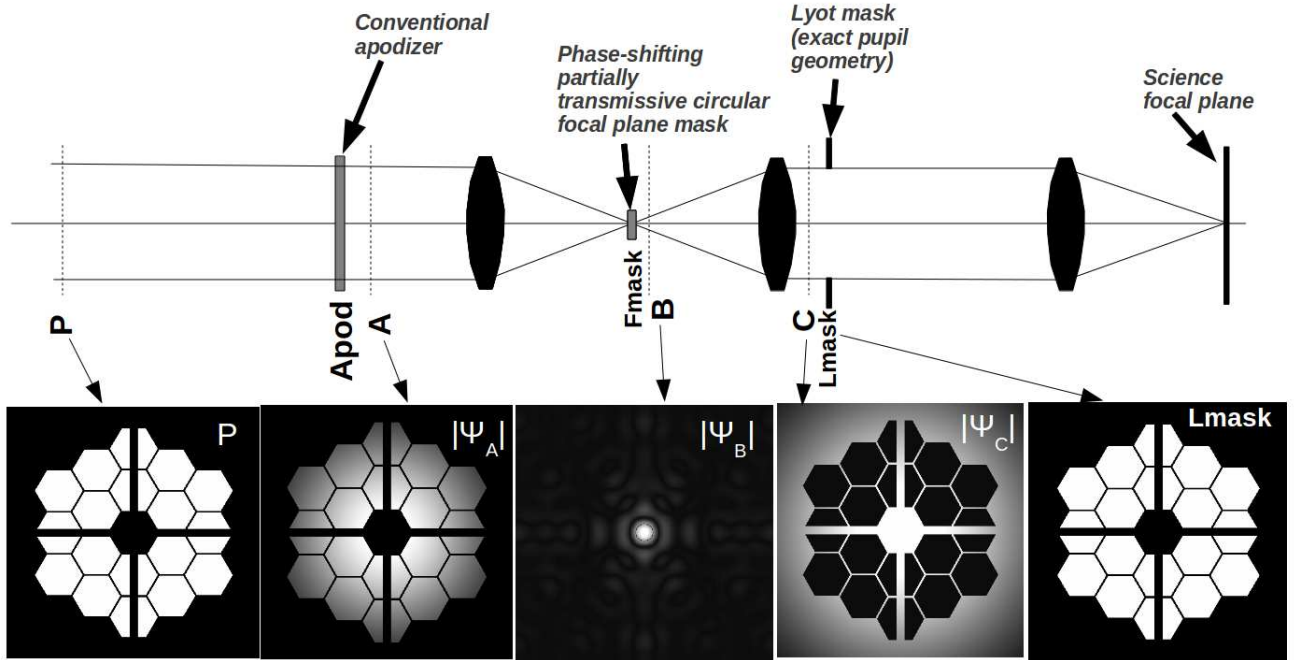 Conventional
apodizer
Phase-shifting
partially
transmissive circular
focal plane mask
Lyot mask
(exact pupil
geometry)
Science
focal plane
P
Apod
A
Fmask
B
C
Lmask
P
|Ψ_A|
|Ψ_B|
|Ψ_C|
Lmask